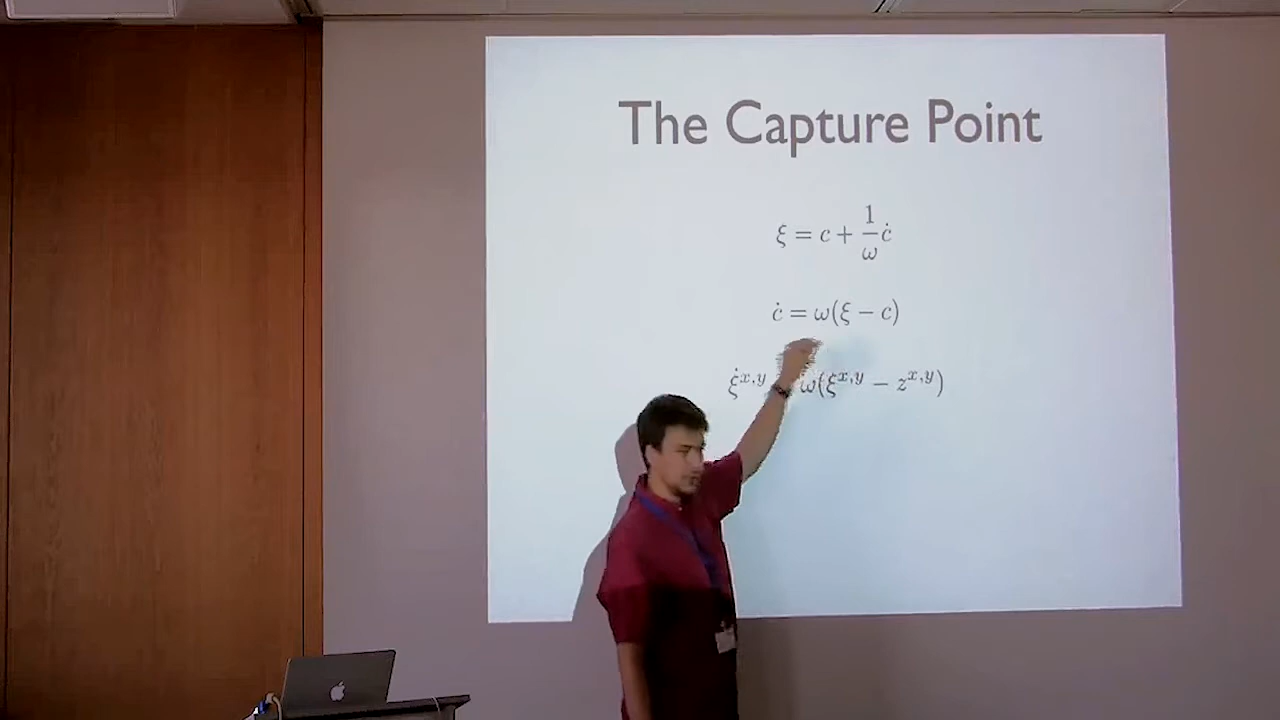 The Capture Point
ξ = c + 1/ω ċ
ċ = ω(ξ − c)
ξ̇^{x,y} ω(ξ^{x,y} − z^{x,y})